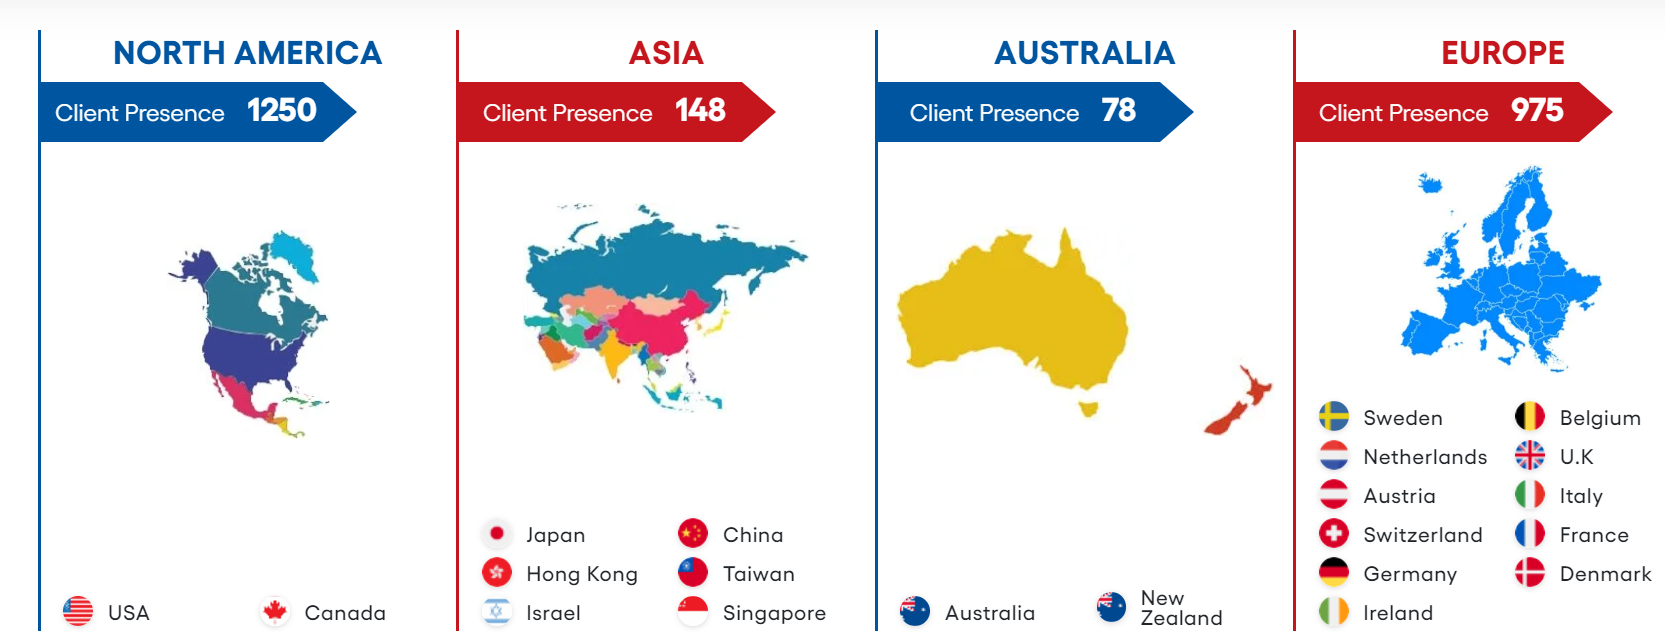 NORTH AMERICA
Client Presence 1250
USA
Canada
ASIA
Client Presence 148
Japan
China
Hong Kong
Taiwan
Israel
Singapore
AUSTRALIA
Client Presence 78
Australia
New
Zealand
EUROPE
Client Presence 975
Sweden
Belgium
Netherlands
U.K
Austria
Italy
Switzerland
France
Germany
Denmark
Ireland